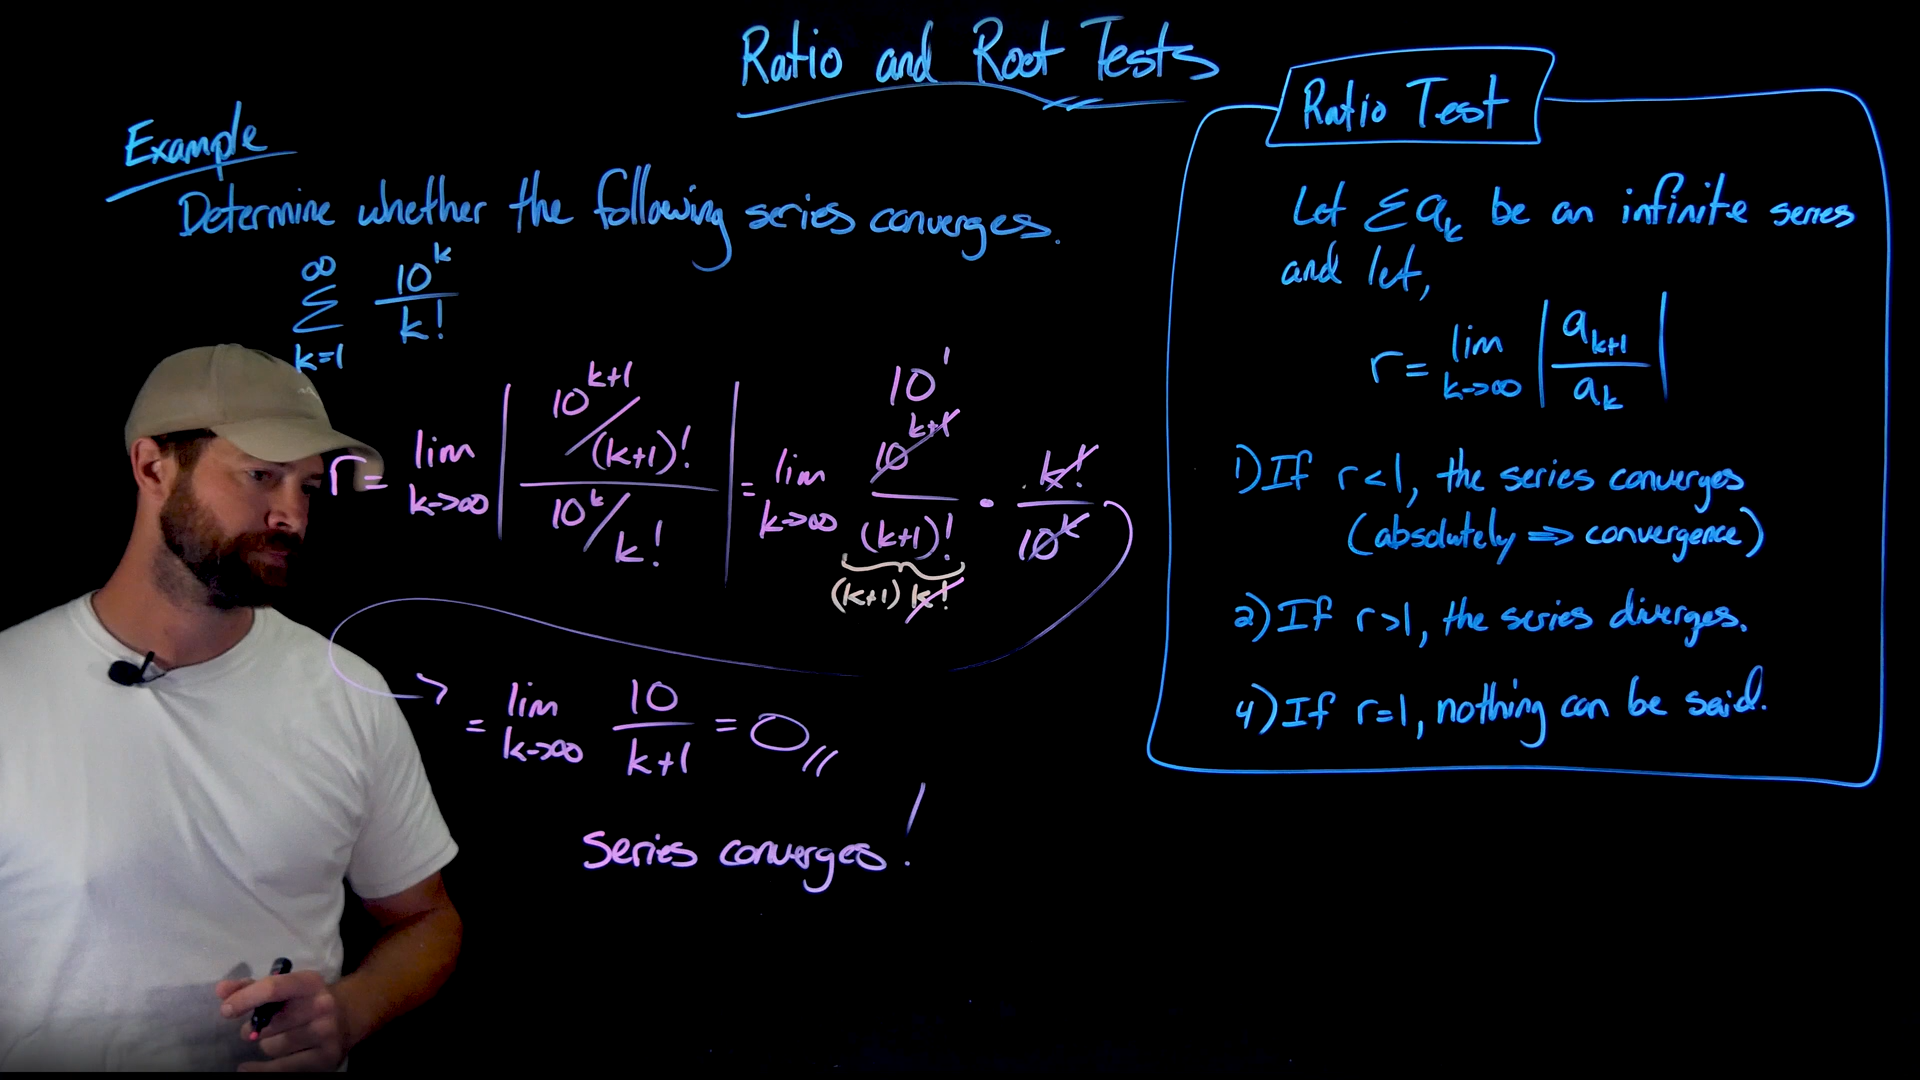 Ratio and Root Tests
Example
Determine whether the following series converges.
∞
Σ 10^k / k!
k=1
r = lim k→∞ | (10^(k+1) / (k+1)!) / (10^k / k!) | = lim k→∞ 10^(k+1) / (k+1)! · k! / 10^k
10^1
(k+1) k!
= lim k→∞ 10 / (k+1) = 0 //
Series converges!
Ratio Test
Let Σ a_k be an infinite series
and let,
r = lim k→∞ | a_(k+1) / a_k |
1) If r < 1, the series converges
(absolutely ⇒ convergence)
2) If r > 1, the series diverges.
4) If r = 1, nothing can be said.